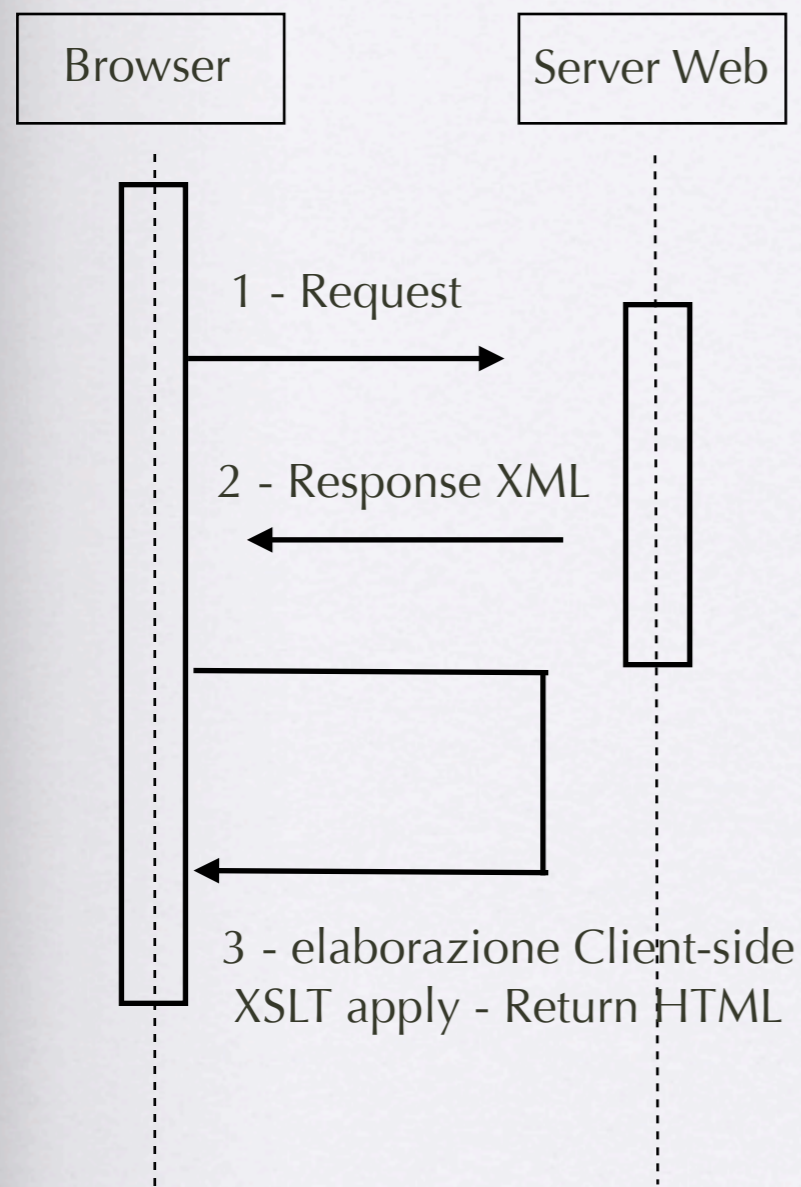 Browser
Server Web
1 - Request
2 - Response XML
3 - elaborazione Client-side
XSLT apply - Return HTML